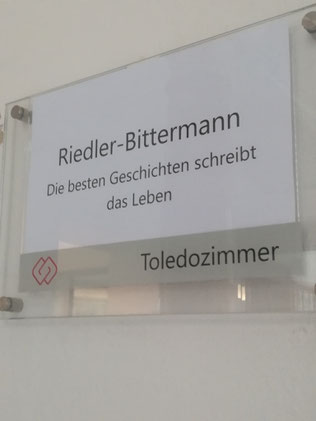 Riedler-Bittermann
Die besten Geschichten schreibt
das Leben
Toledozimmer